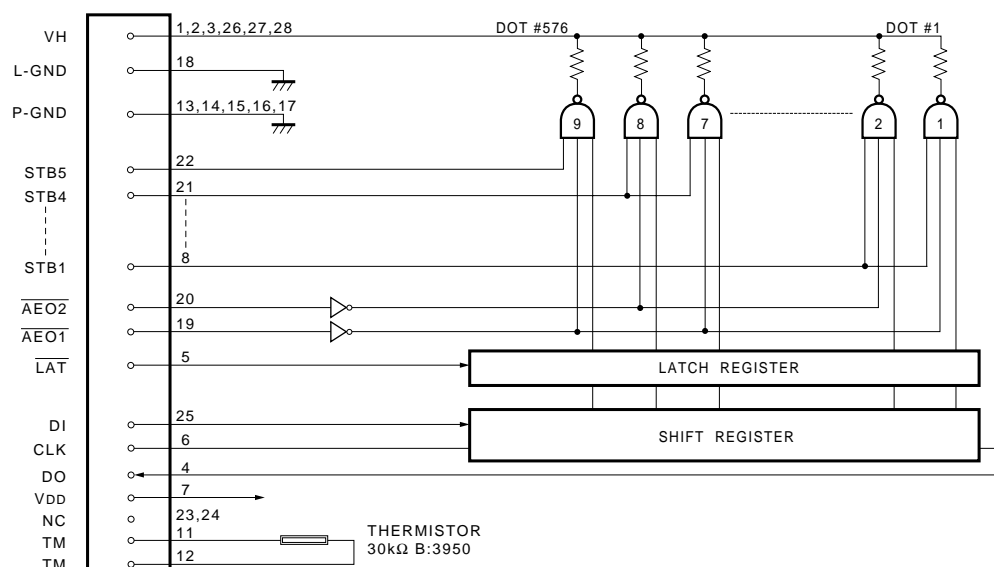 VH 1,2,3,26,27,28 DOT #576 DOT #1
L-GND 18
P-GND 13,14,15,16,17
9 8 7 2 1
STB5 22
STB4 21
STB1 8
AEO2 20
AEO1 19
LAT 5 LATCH REGISTER
DI 25
SHIFT REGISTER
CLK 6
DO 4
VDD 7
NC 23,24
TM 11 THERMISTOR
30kΩ B:3950
TM 12